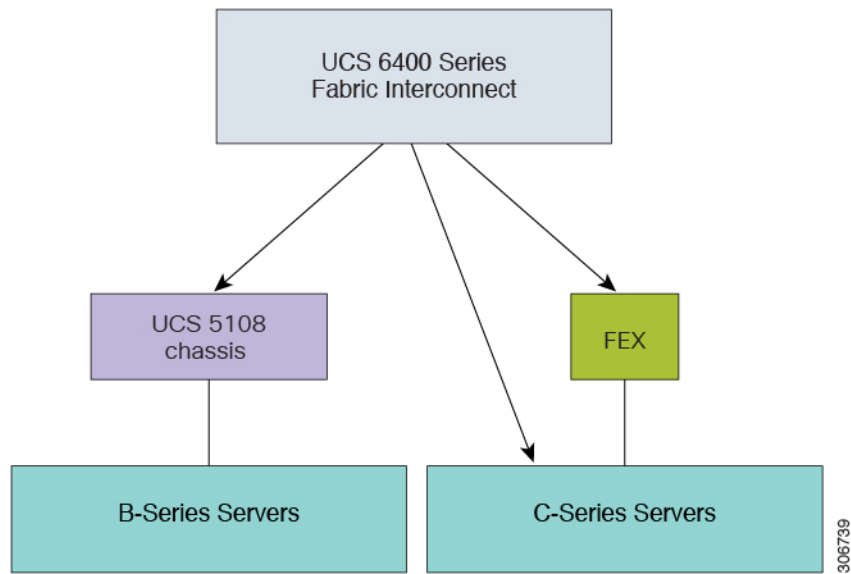 UCS 6400 Series
Fabric Interconnect
UCS 5108
chassis
FEX
B-Series Servers
C-Series Servers
306739